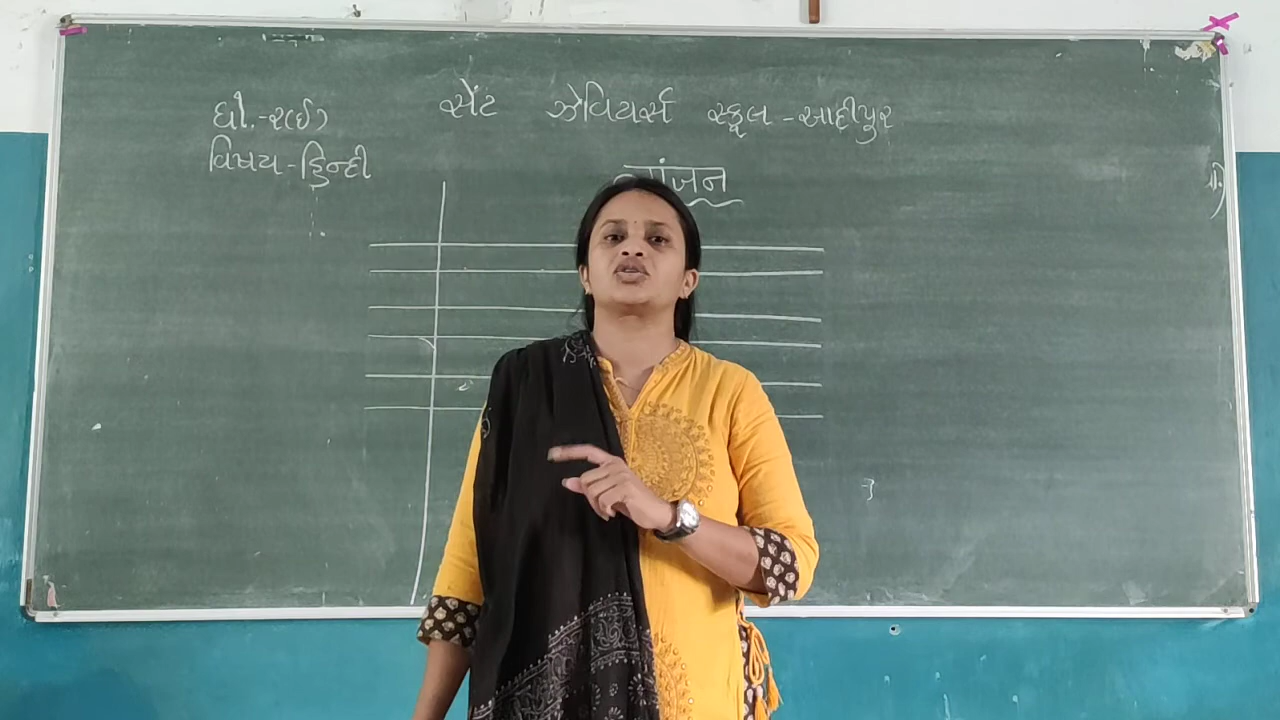 સેંટ ઝેવિયર્સ સ્કૂલ - આદીપુર
ધો.-૨(ઈ)
વિષય - હિન્દી